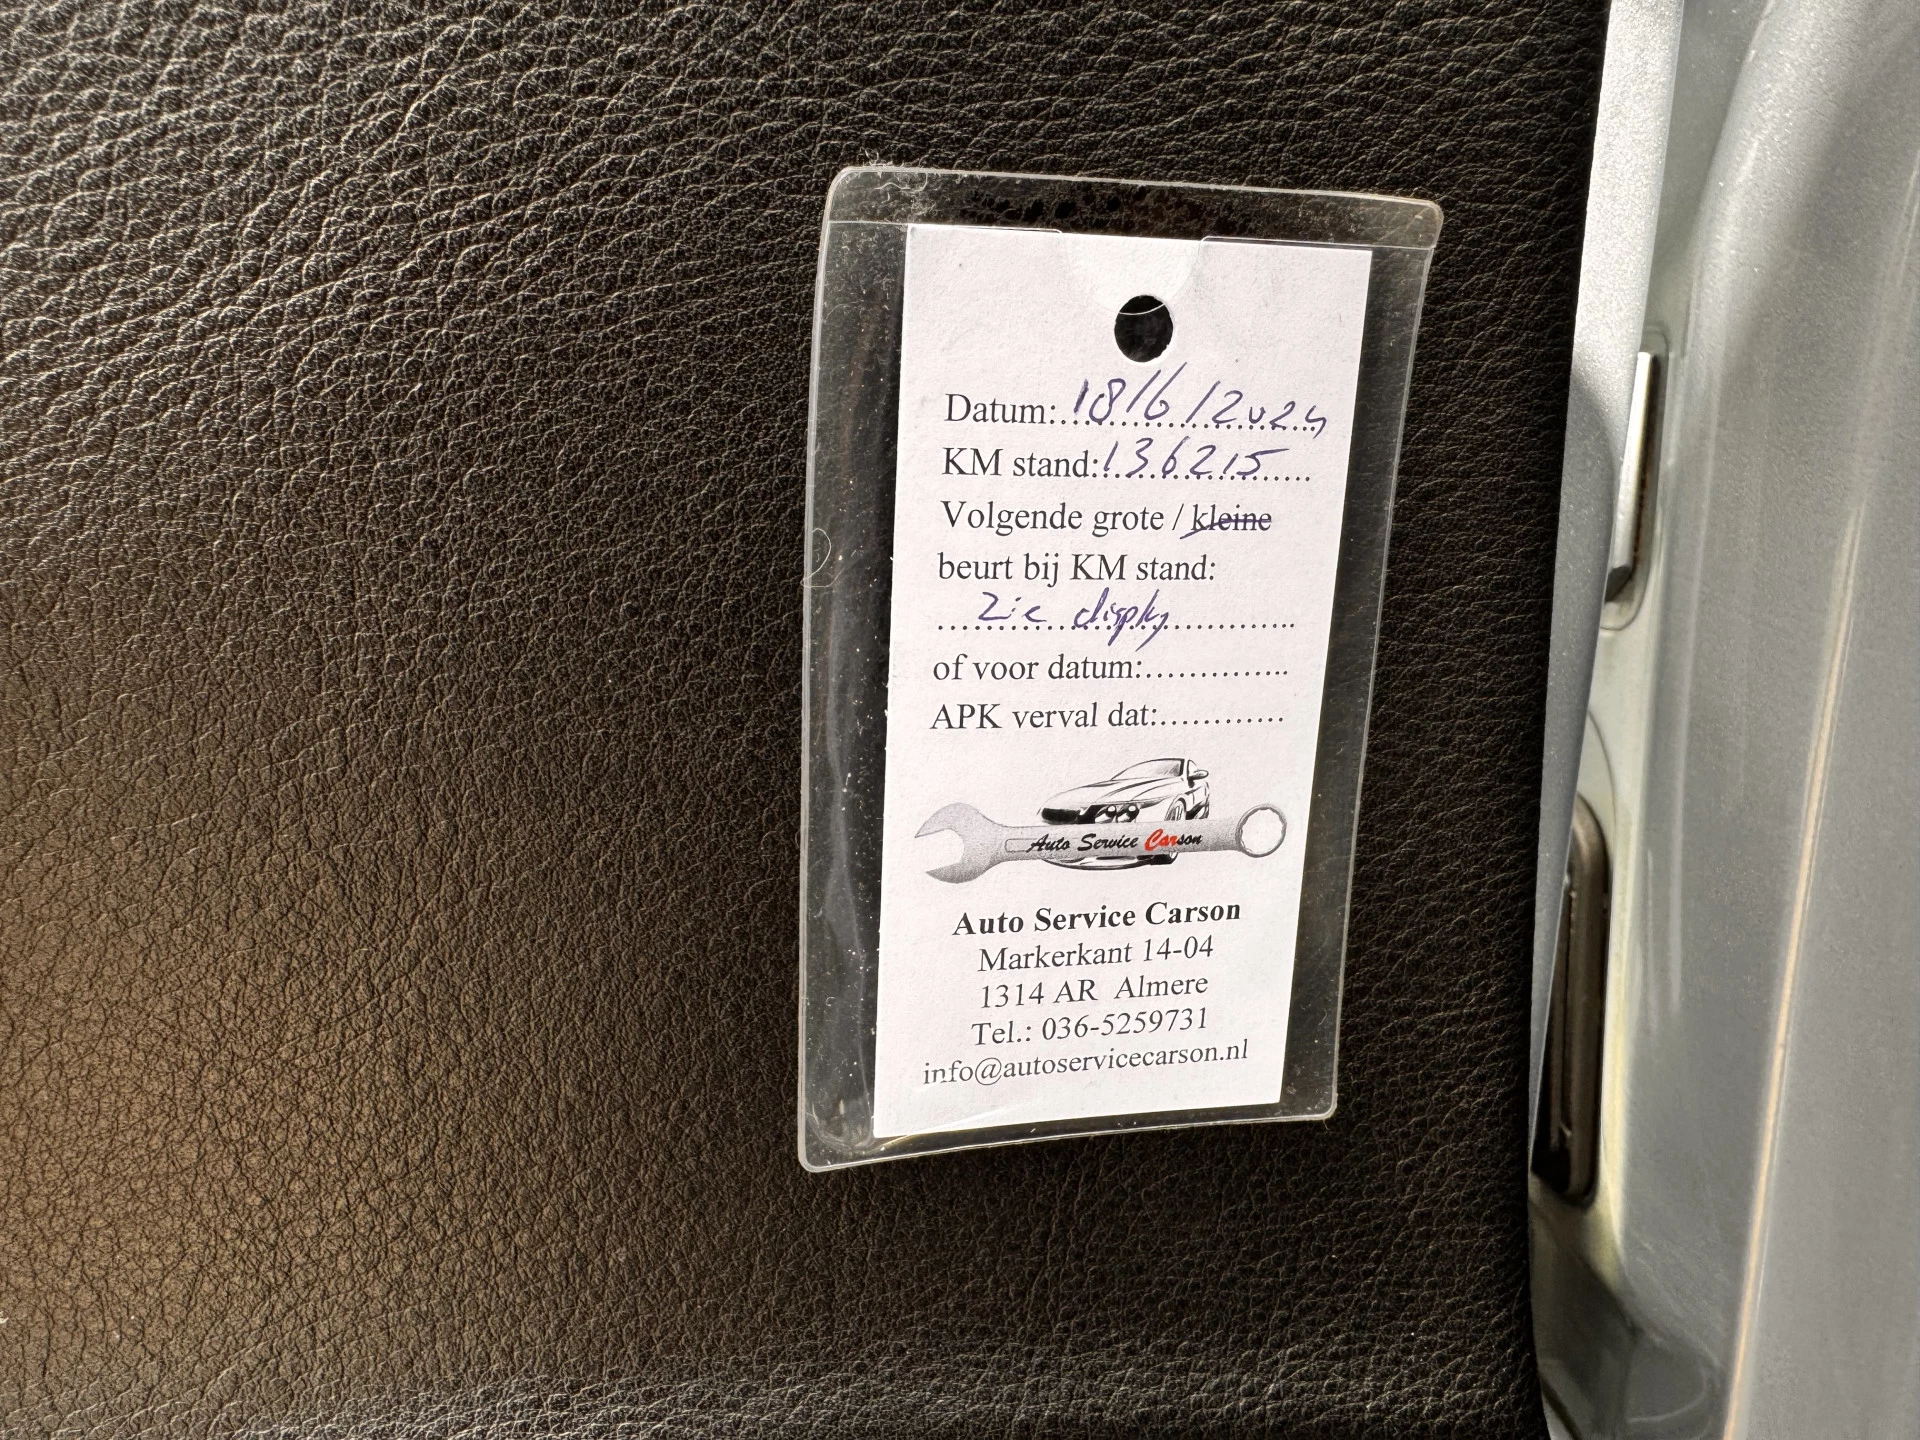 Datum: 18/6/2024
KM stand: 136215
Volgende grote / kleine
beurt bij KM stand:
Zie display
of voor datum:..............
APK verval dat:............
Auto Service Carson
Auto Service Carson
Markerkant 14-04
1314 AR Almere
Tel.: 036-5259731
info@autoservicecarson.nl